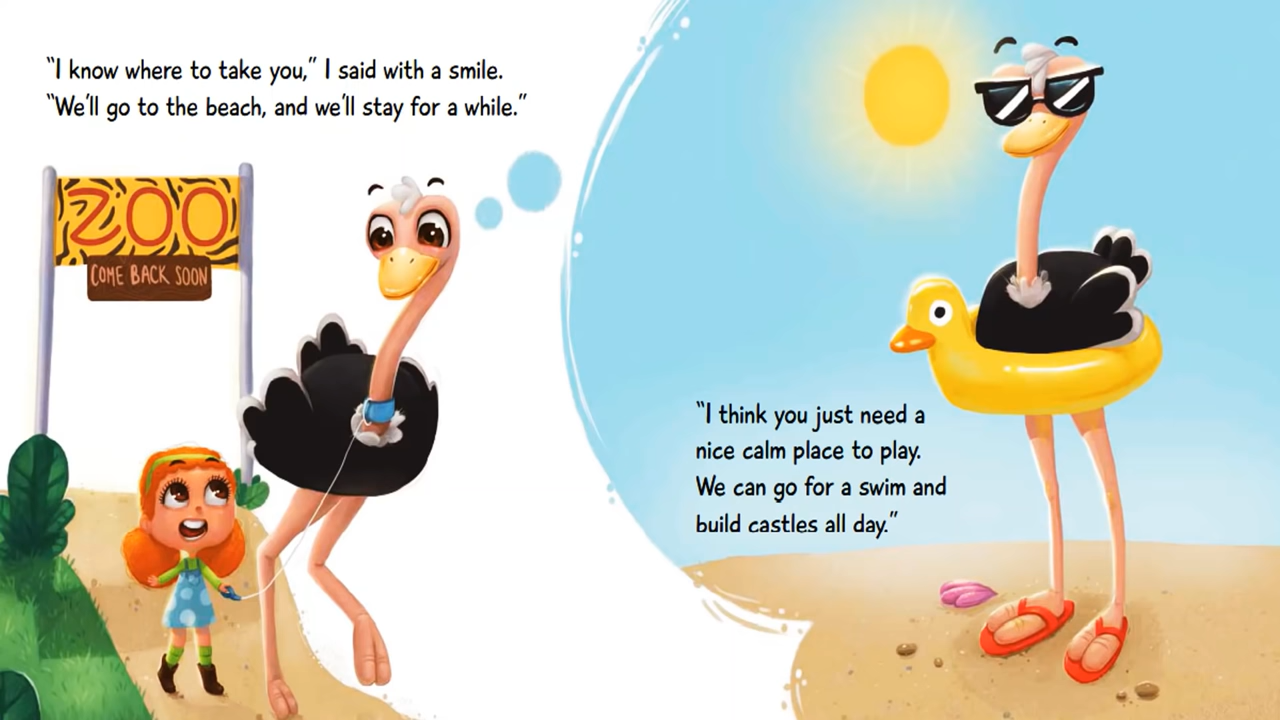 “I know where to take you,” I said with a smile.
“We’ll go to the beach, and we’ll stay for a while.”
ZOO
COME BACK SOON
“I think you just need a
nice calm place to play.
We can go for a swim and
build castles all day.”